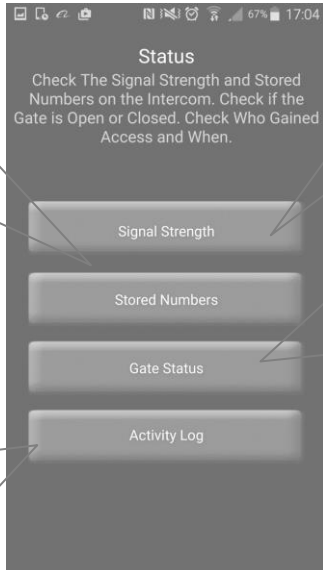 67% 17:04
Status
Check The Signal Strength and Stored
Numbers on the Intercom. Check if the
Gate is Open or Closed. Check Who Gained
Access and When.
Signal Strength
Stored Numbers
Gate Status
Activity Log